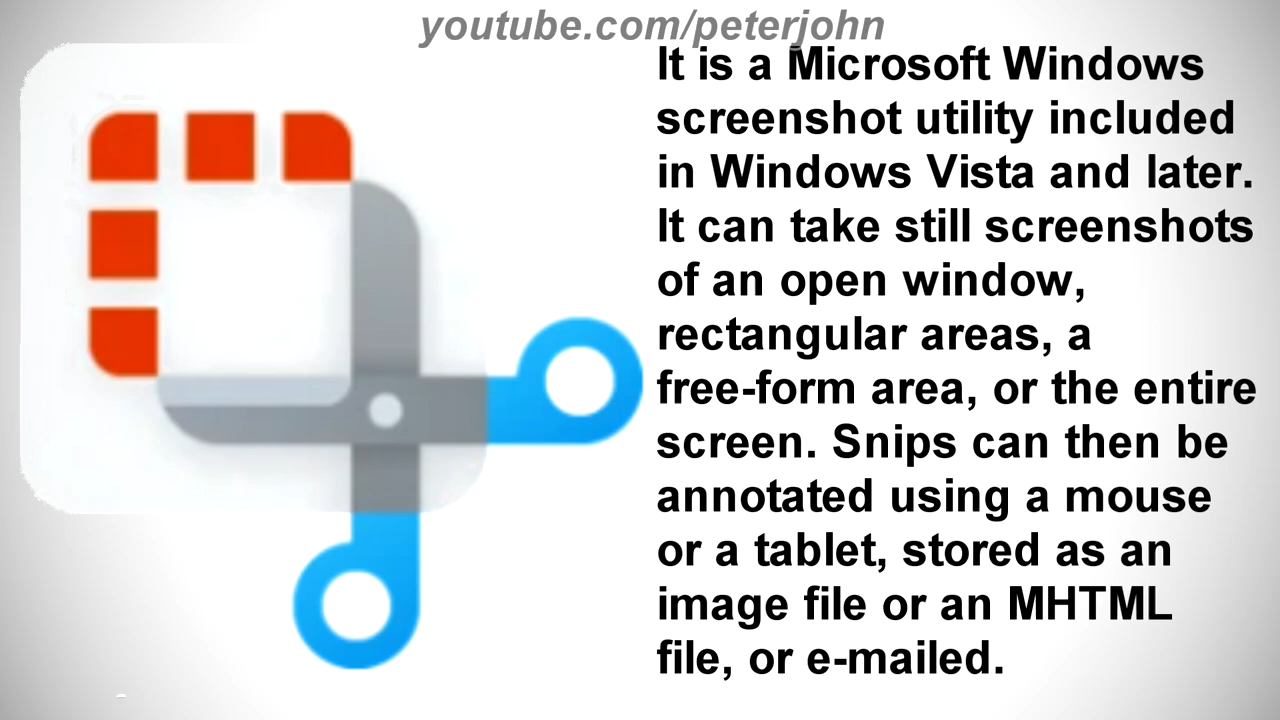 youtube.com/peterjohn
It is a Microsoft Windows
screenshot utility included
in Windows Vista and later.
It can take still screenshots
of an open window,
rectangular areas, a
free-form area, or the entire
screen. Snips can then be
annotated using a mouse
or a tablet, stored as an
image file or an MHTML
file, or e-mailed.